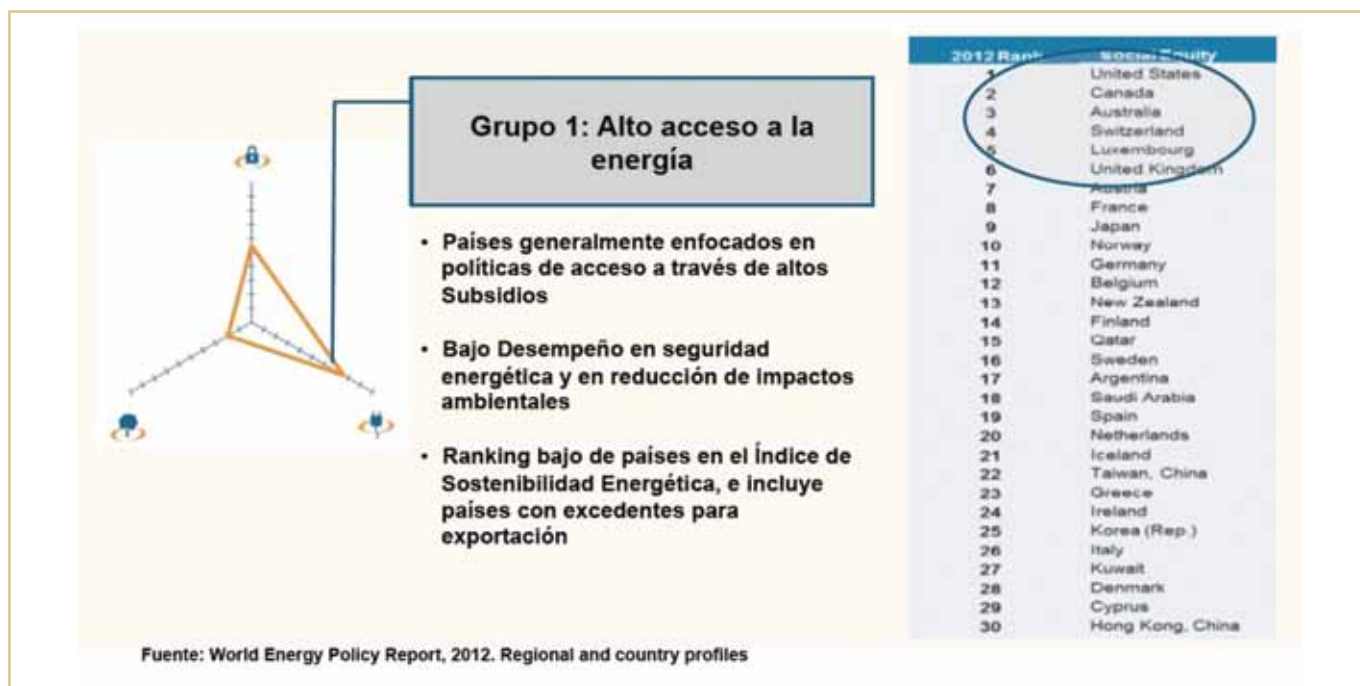 Grupo 1: Alto acceso a la
energía
• Países generalmente enfocados en
políticas de acceso a través de altos
Subsidios
• Bajo Desempeño en seguridad
energética y en reducción de impactos
ambientales
• Ranking bajo de países en el Índice de
Sostenibilidad Energética, e incluye
países con excedentes para
exportación
2012 Rank Social Equity
1 United States
2 Canada
3 Australia
4 Switzerland
5 Luxembourg
6 United Kingdom
7 Austria
8 France
9 Japan
10 Norway
11 Germany
12 Belgium
13 New Zealand
14 Finland
15 Qatar
16 Sweden
17 Argentina
18 Saudi Arabia
19 Spain
20 Netherlands
21 Iceland
22 Taiwan, China
23 Greece
24 Ireland
25 Korea (Rep.)
26 Italy
27 Kuwait
28 Denmark
29 Cyprus
30 Hong Kong, China
Fuente: World Energy Policy Report, 2012. Regional and country profiles